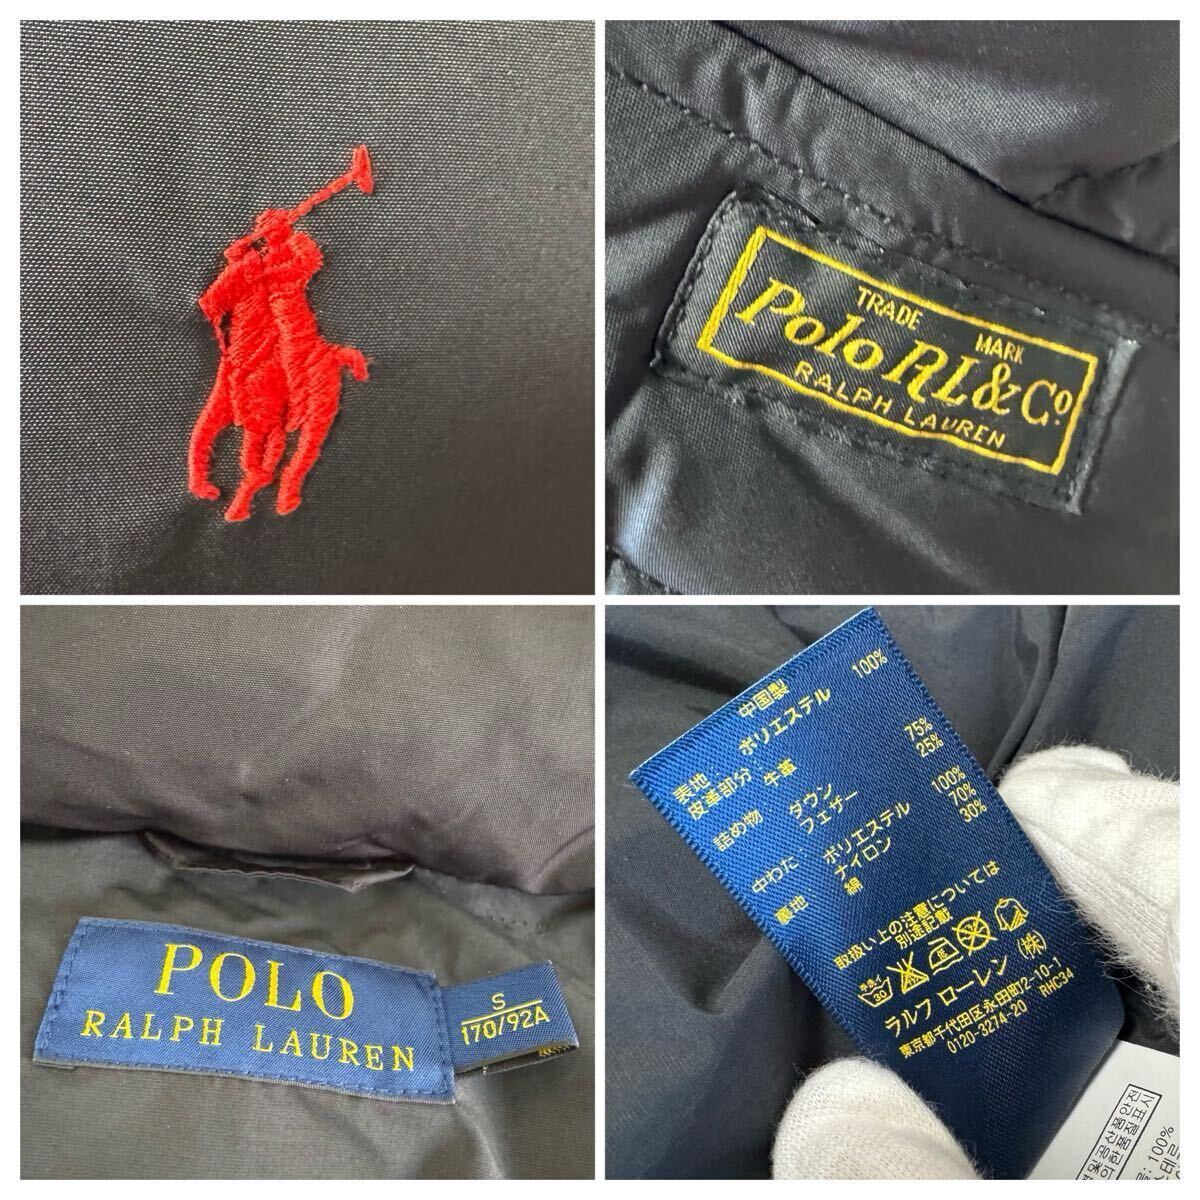 TRADE MARK
Polo RL & Co.
RALPH LAUREN
POLO
RALPH LAUREN
S
170/92A
中国製
表地 ポリエステル 100%
皮革部分: 牛革
詰め物 ダウン 75%
フェザー 25%
中わた: ポリエステル 100%
裏地 ナイロン 70%
綿 30%
取扱い上の注意については
別途記載
手洗イ
30
ラルフ ローレン (株)
東京都千代田区永田町2-10-1
0120-3274-20 RHC34
100%